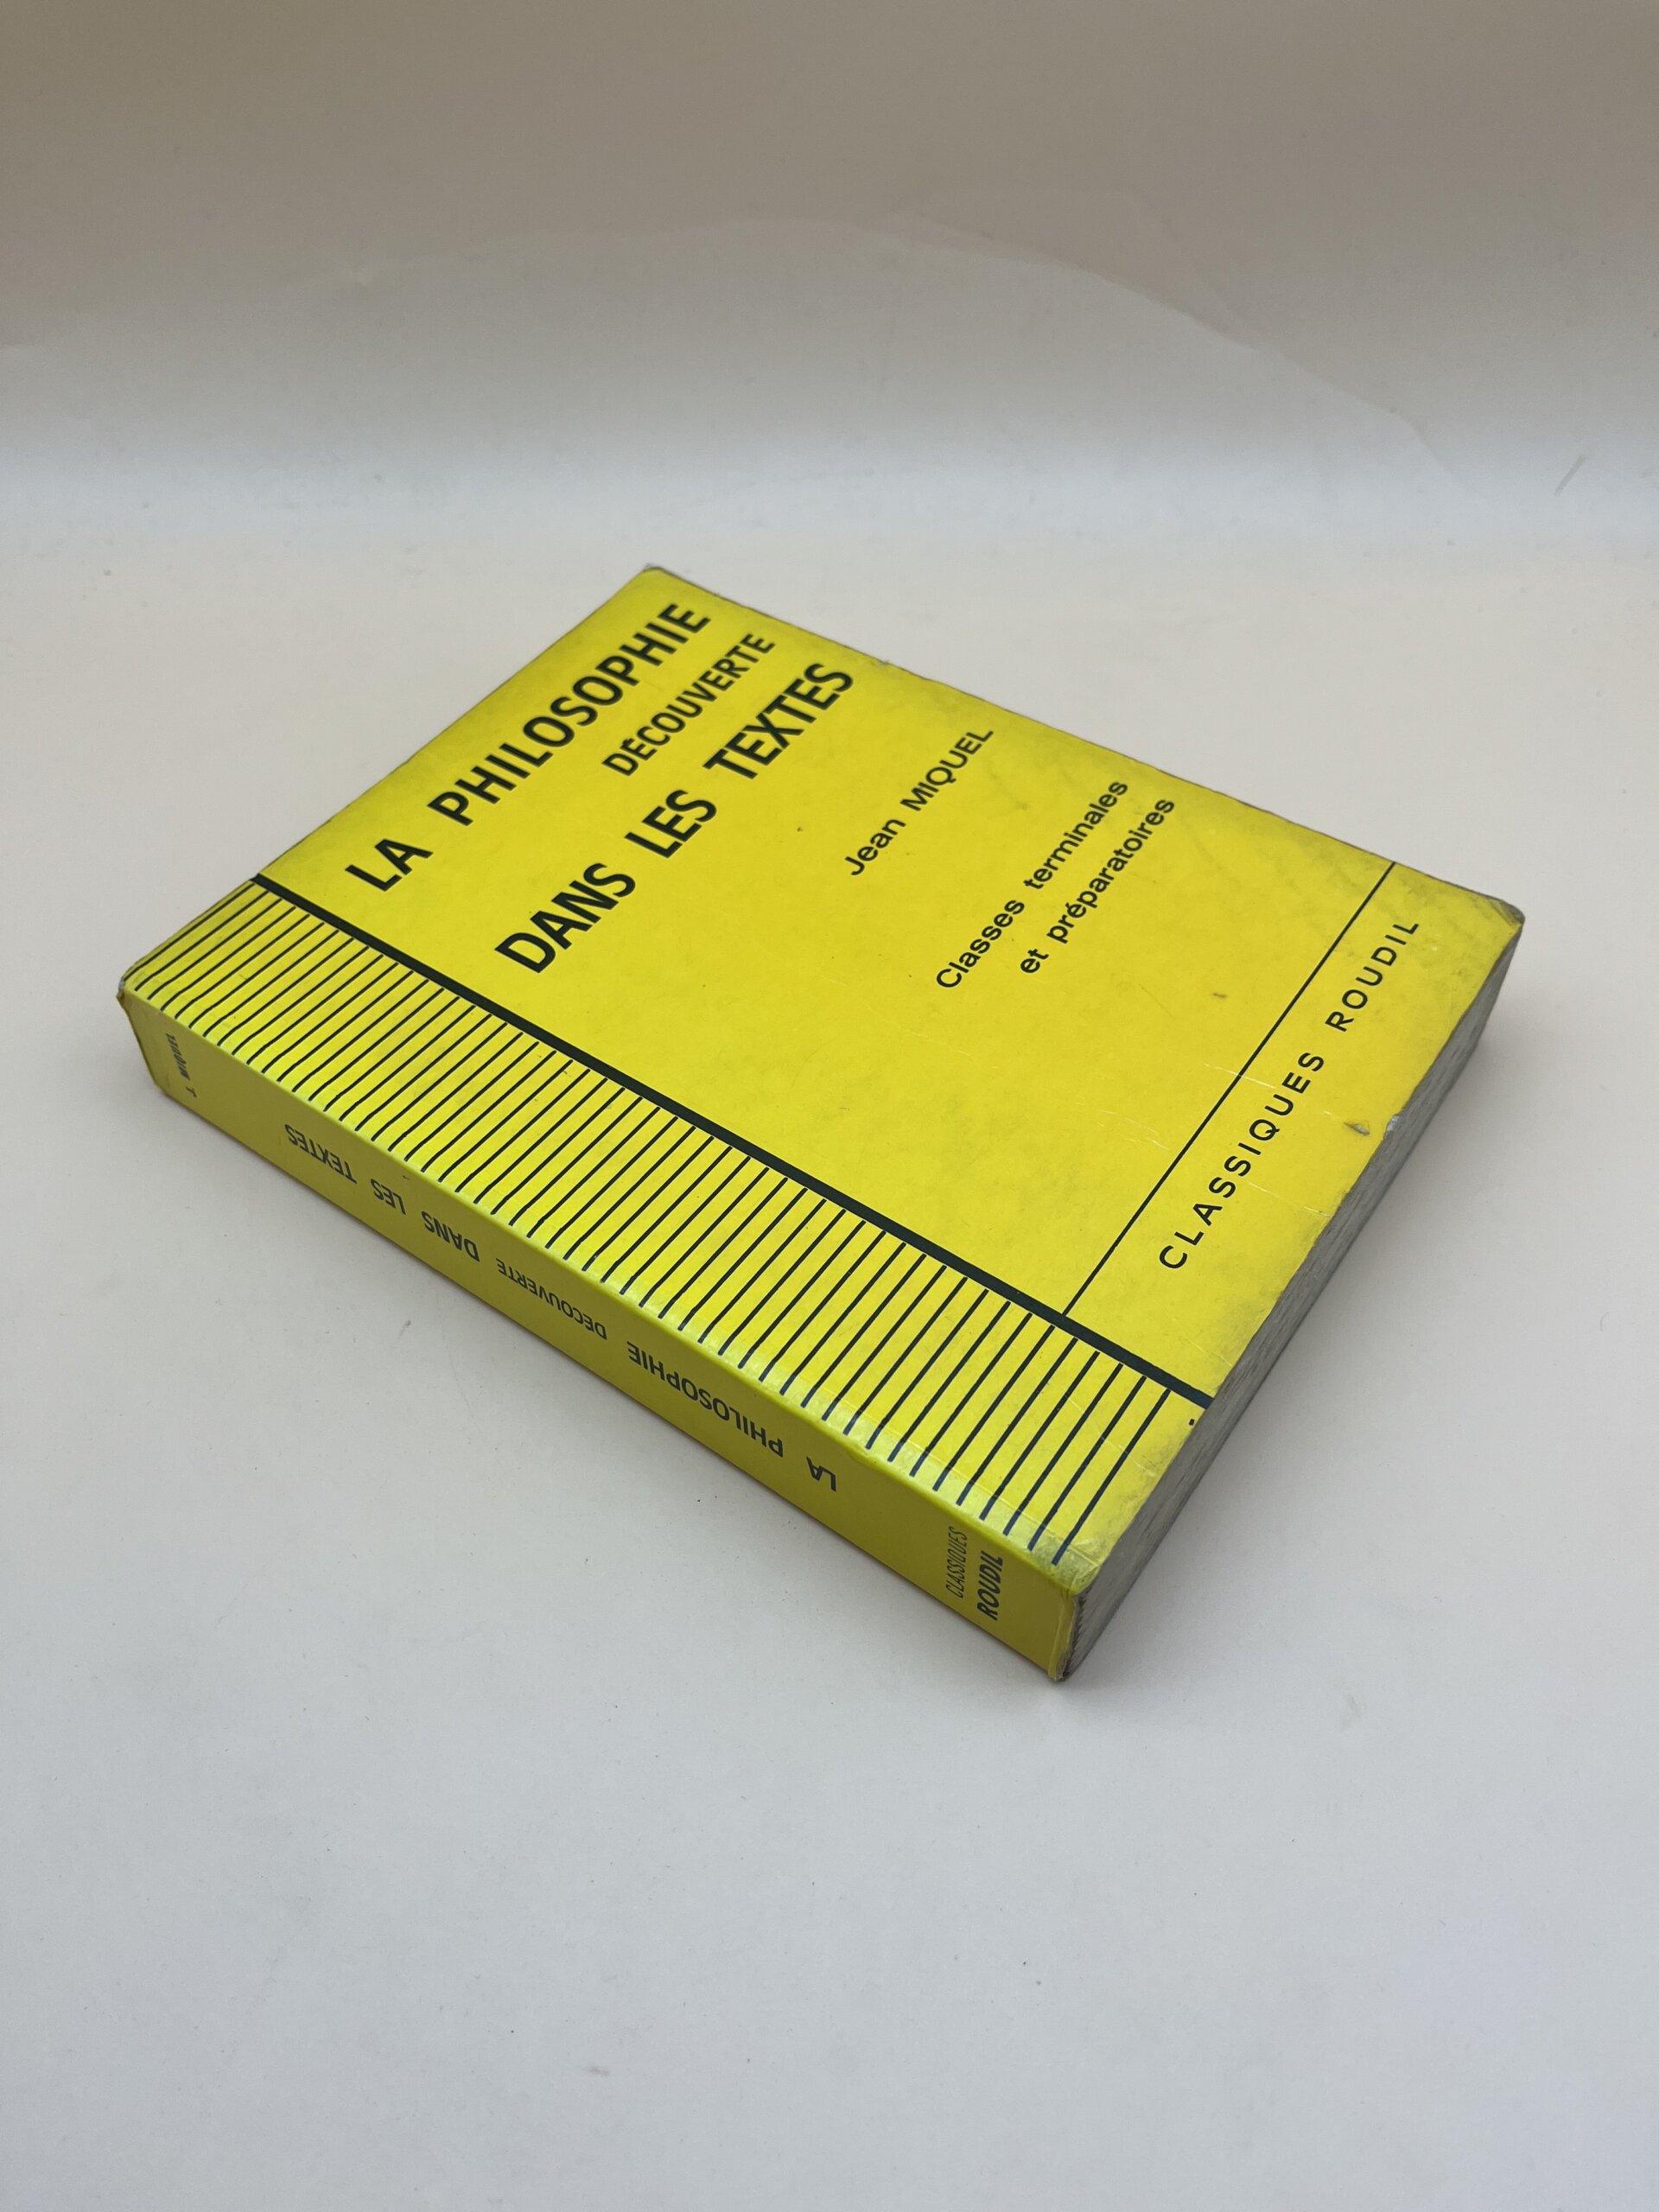 LA PHILOSOPHIE
DÉCOUVERTE
DANS LES TEXTES
Jean MIQUEL
Classes terminales
et préparatoires
CLASSIQUES ROUDIL
J. MIQUEL
LA PHILOSOPHIE DÉCOUVERTE DANS LES TEXTES
CLASSIQUES
ROUDIL